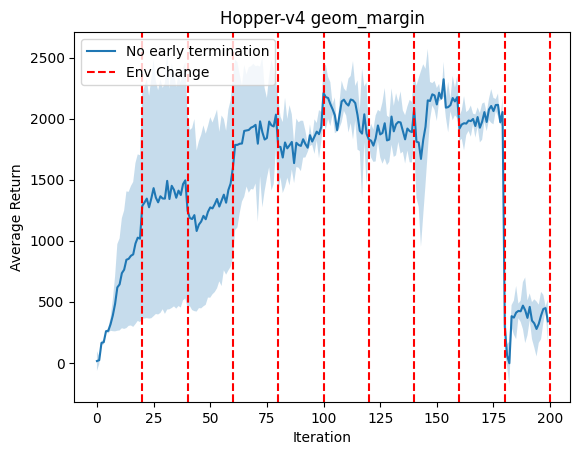 Hopper-v4 geom_margin
No early termination
Env Change
Average Return
2500
2000
1500
1000
500
0
0 25 50 75 100 125 150 175 200
Iteration